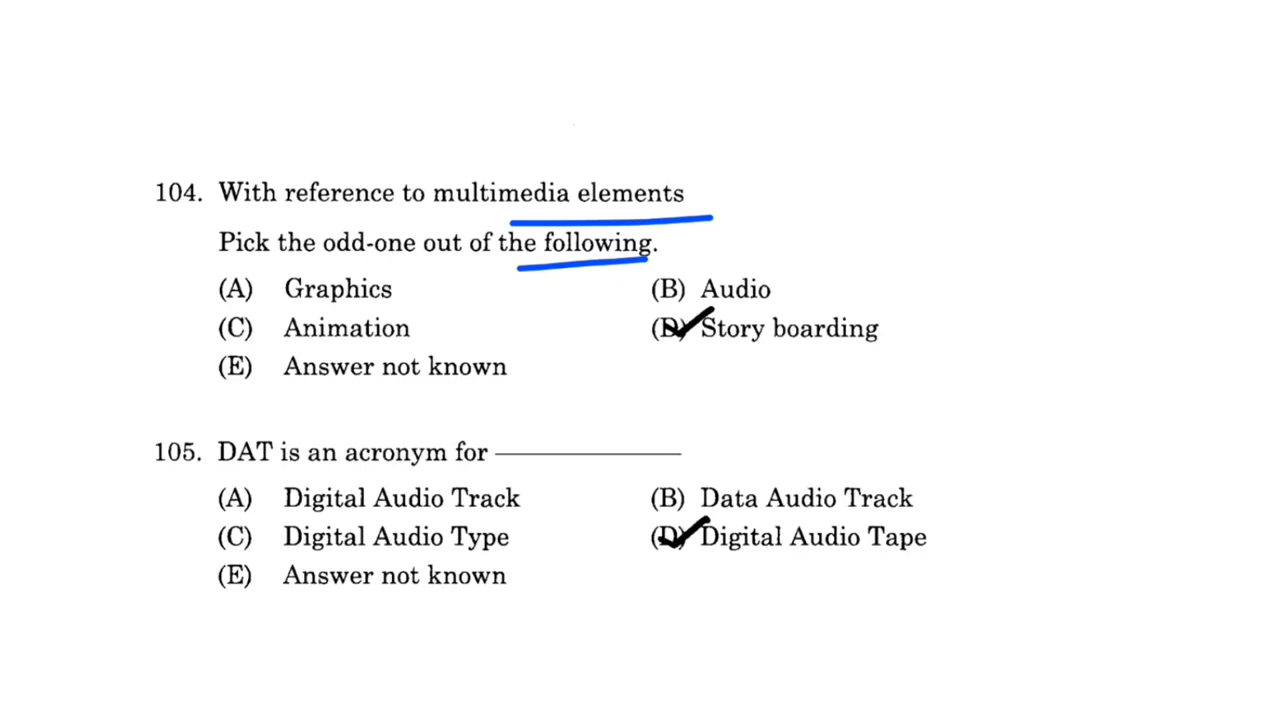 104. With reference to multimedia elements
Pick the odd-one out of the following.
(A) Graphics (B) Audio
(C) Animation (D) Story boarding
(E) Answer not known
105. DAT is an acronym for
(A) Digital Audio Track (B) Data Audio Track
(C) Digital Audio Type (D) Digital Audio Tape
(E) Answer not known